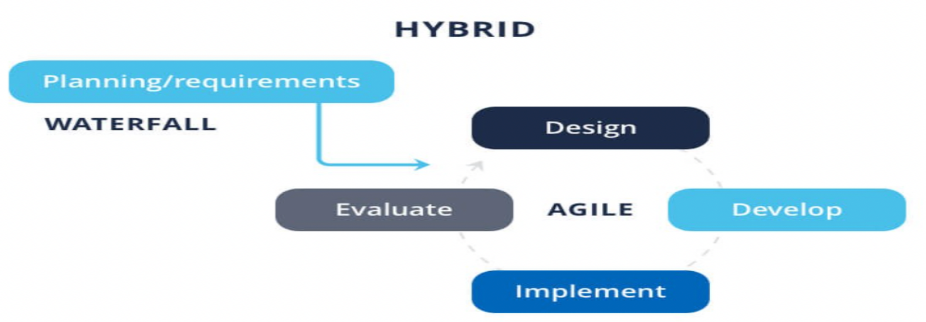 HYBRID
Planning/requirements
WATERFALL
Design
Evaluate
AGILE
Develop
Implement